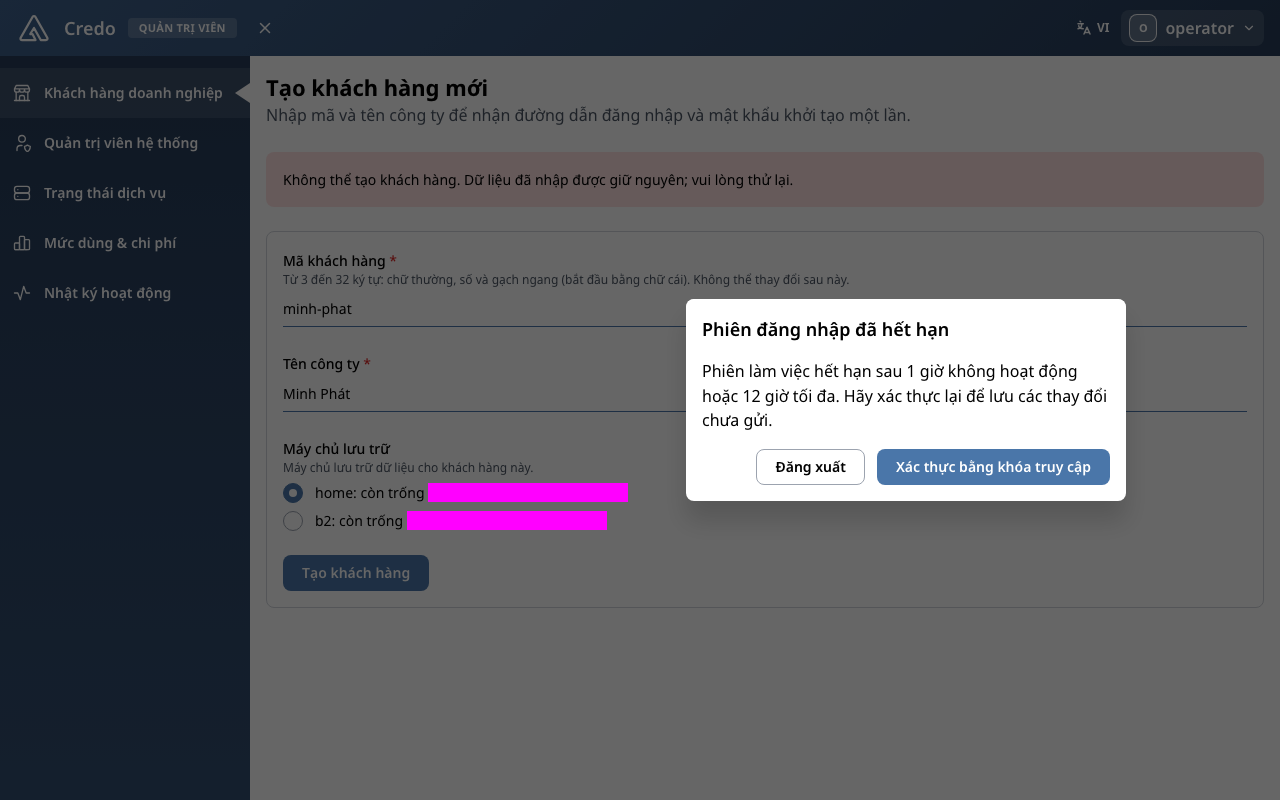 Credo
QUẢN TRỊ VIÊN
VI
O
operator
Khách hàng doanh nghiệp
Quản trị viên hệ thống
Trạng thái dịch vụ
Mức dùng & chi phí
Nhật ký hoạt động
Tạo khách hàng mới
Nhập mã và tên công ty để nhận đường dẫn đăng nhập và mật khẩu khởi tạo một lần.
Không thể tạo khách hàng. Dữ liệu đã nhập được giữ nguyên; vui lòng thử lại.
Mã khách hàng *
Từ 3 đến 32 ký tự: chữ thường, số và gạch ngang (bắt đầu bằng chữ cái). Không thể thay đổi sau này.
minh-phat
Tên công ty *
Minh Phát
Máy chủ lưu trữ
Máy chủ lưu trữ dữ liệu cho khách hàng này.
home: còn trống
b2: còn trống
Tạo khách hàng
Phiên đăng nhập đã hết hạn
Phiên làm việc hết hạn sau 1 giờ không hoạt động
hoặc 12 giờ tối đa. Hãy xác thực lại để lưu các thay đổi
chưa gửi.
Đăng xuất
Xác thực bằng khóa truy cập